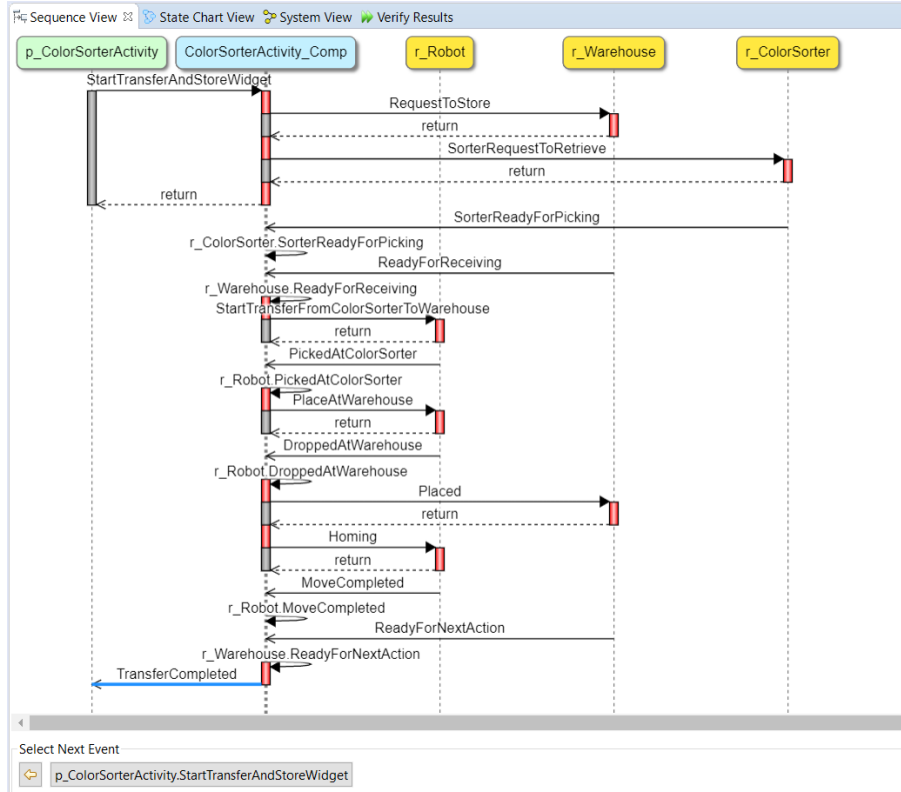 Sequence View State Chart View System View Verify Results
p_ColorSorterActivity ColorSorterActivity_Comp r_Robot r_Warehouse r_ColorSorter
StartTransferAndStoreWidget
RequestToStore
return
SorterRequestToRetrieve
return
return
SorterReadyForPicking
r_ColorSorter.SorterReadyForPicking
ReadyForReceiving
r_Warehouse.ReadyForReceiving
StartTransferFromColorSorterToWarehouse
return
PickedAtColorSorter
r_Robot.PickedAtColorSorter
PlaceAtWarehouse
return
DroppedAtWarehouse
r_Robot.DroppedAtWarehouse
Placed
return
Homing
return
MoveCompleted
r_Robot.MoveCompleted
ReadyForNextAction
r_Warehouse.ReadyForNextAction
TransferCompleted
Select Next Event
p_ColorSorterActivity.StartTransferAndStoreWidget